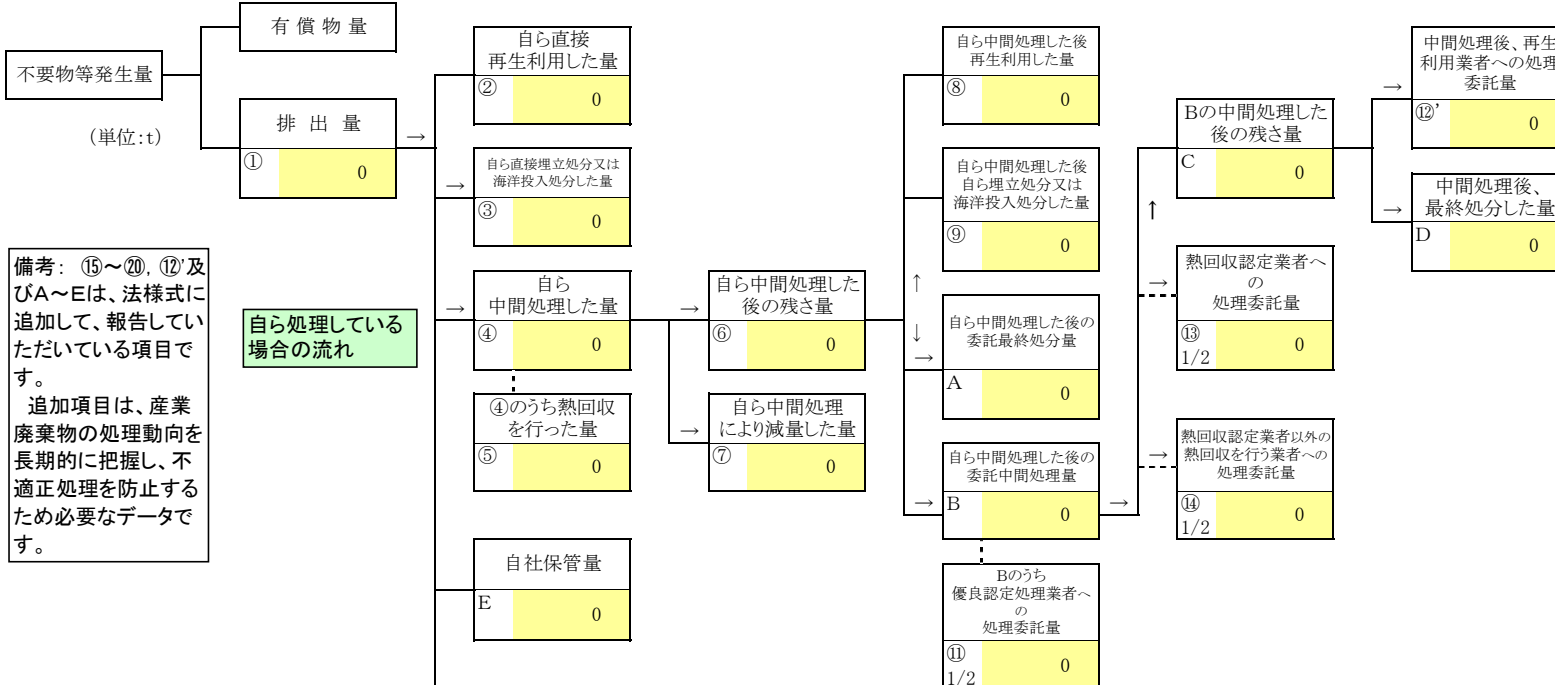 有 償 物 量
不要物等発生量
(単位:t)
排 出 量
①
0
→
自ら直接
再生利用した量
②
0
→
自ら直接埋立処分又は
海洋投入処分した量
③
0
→
自ら
中間処理した量
④
0
④のうち熱回収
を行った量
⑤
0
自社保管量
E
0
備考： ⑮～⑳, ⑫'及
びA～Eは、法様式に
追加して、報告してい
ただいている項目で
す。
追加項目は、産業
廃棄物の処理動向を
長期的に把握し、不
適正処理を防止する
ため必要なデータで
す。
自ら処理している
場合の流れ
→
自ら中間処理した
後の残さ量
⑥
0
→
自ら中間処理
により減量した量
⑦
0
自ら中間処理した後
再生利用した量
⑧
0
自ら中間処理した後
自ら埋立処分又は
海洋投入処分した量
⑨
0
↑
↓
→
自ら中間処理した後の
委託最終処分量
A
0
→
自ら中間処理した後の
委託中間処理量
B
0
→
Bのうち
優良認定処理業者へ
の
処理委託量
⑪
1/2
0
↑
Bの中間処理した
後の残さ量
C
0
→
熱回収認定業者へ
の
処理委託量
⑬
1/2
0
→
熱回収認定業者以外の
熱回収を行う業者への
処理委託量
⑭
1/2
0
→
中間処理後、再生
利用業者への処理
委託量
⑫'
0
→
中間処理後、
最終処分した量
D
0